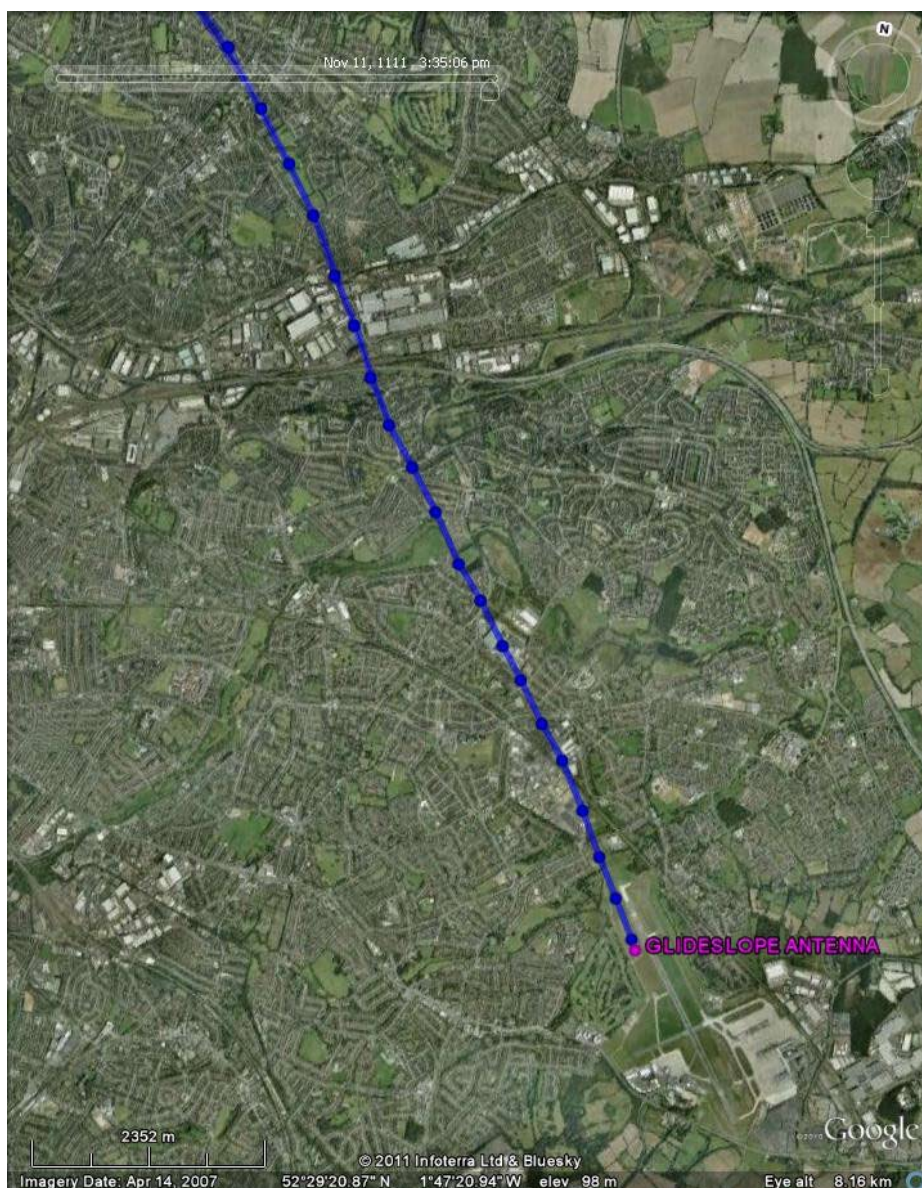 N
Nov 11, 1111 3:35:06 pm
GLIDESLOPE ANTENNA
2352 m
©2010 Google
© 2011 Infoterra Ltd & Bluesky
Imagery Date: Apr 14, 2007 52°29'20.87" N 1°47'20.94" W elev 98 m Eye alt 8.16 km